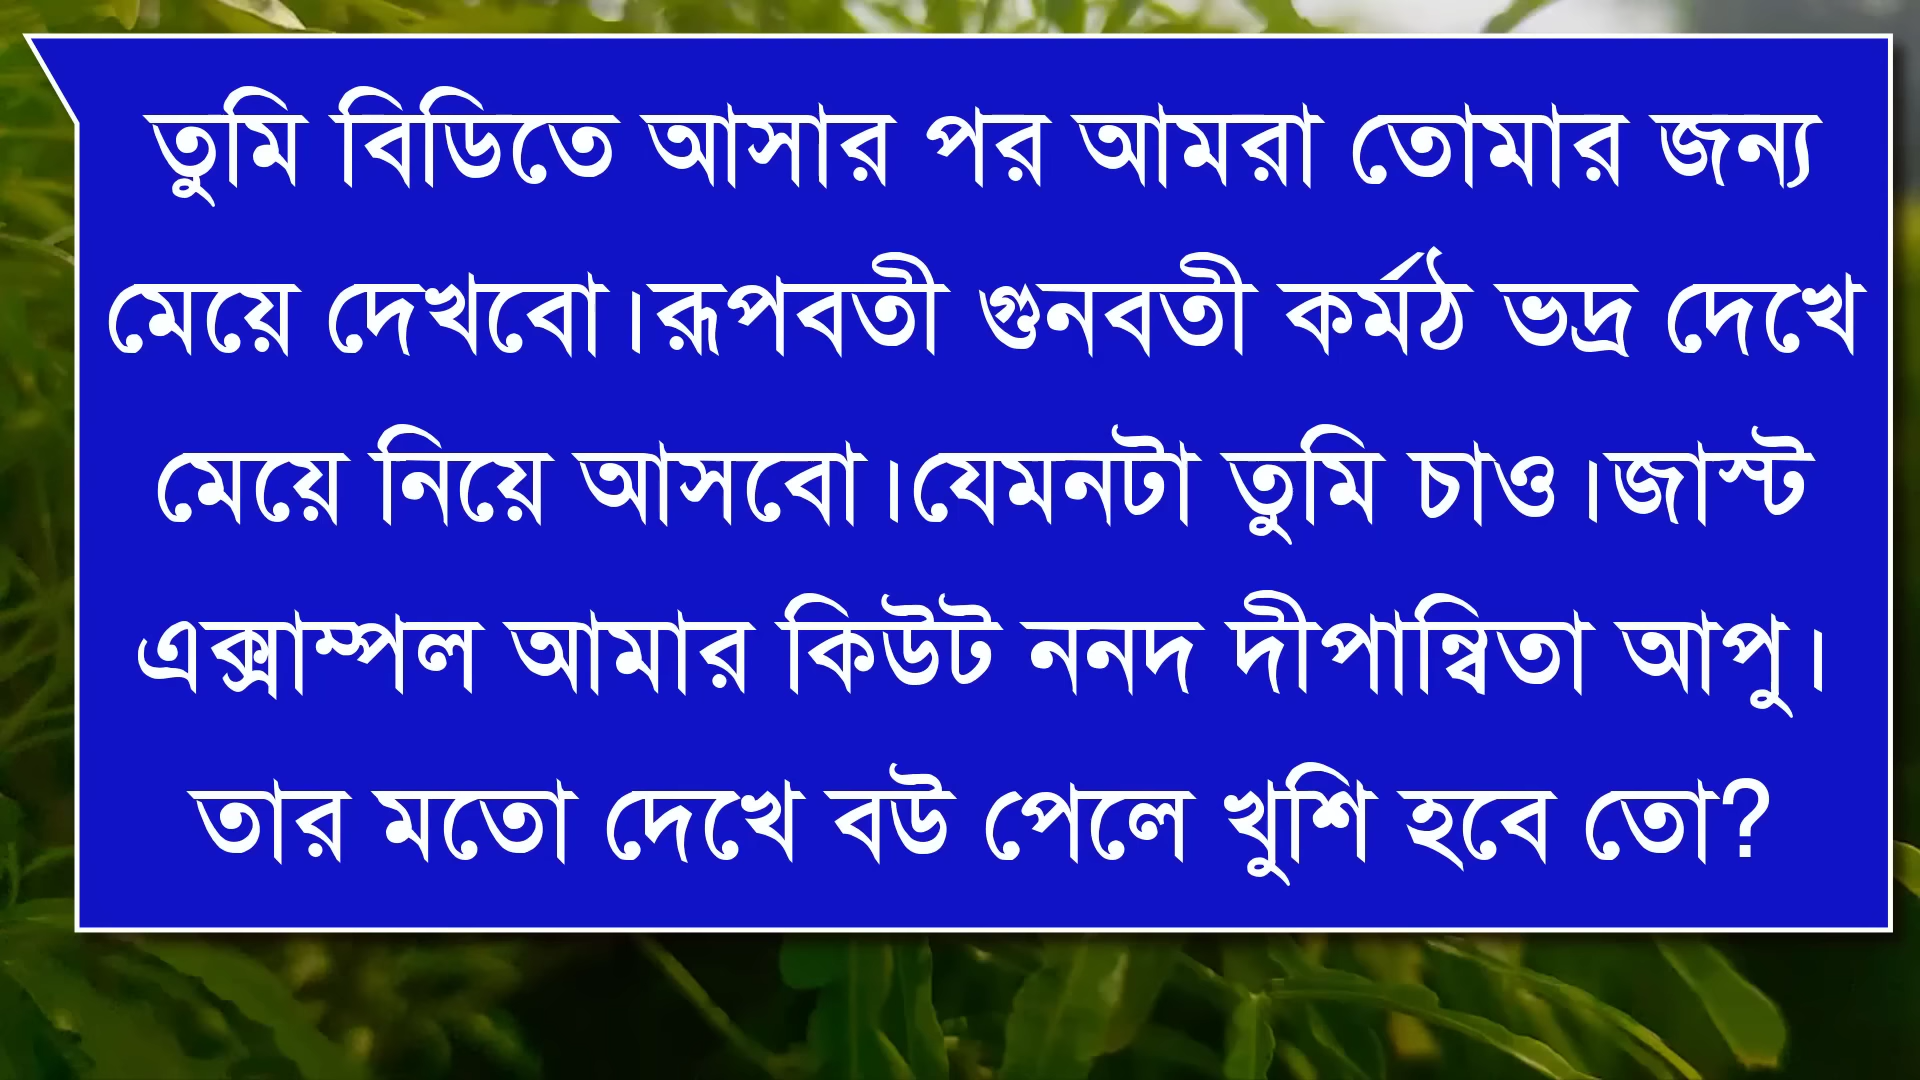 তুমি বিডিতে আসার পর আমরা তোমার জন্য
মেয়ে দেখবো।রূপবতী গুনবতী কর্মঠ ভদ্র দেখে
মেয়ে নিয়ে আসবো।যেমনটা তুমি চাও।জাস্ট
এক্সাম্পল আমার কিউট ননদ দীপান্বিতা আপু।
তার মতো দেখে বউ পেলে খুশি হবে তো?